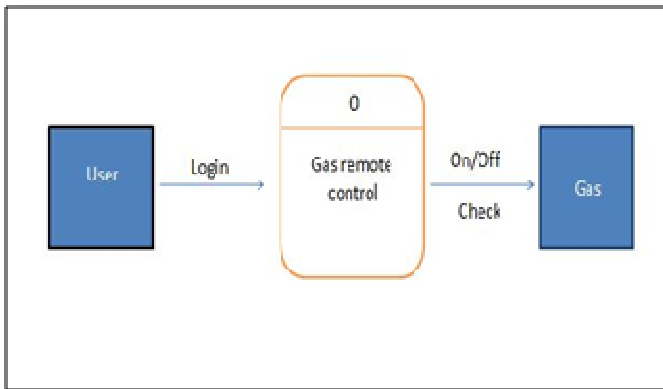 0
User
Login
Gas remote
control
On/Off
Check
Gas